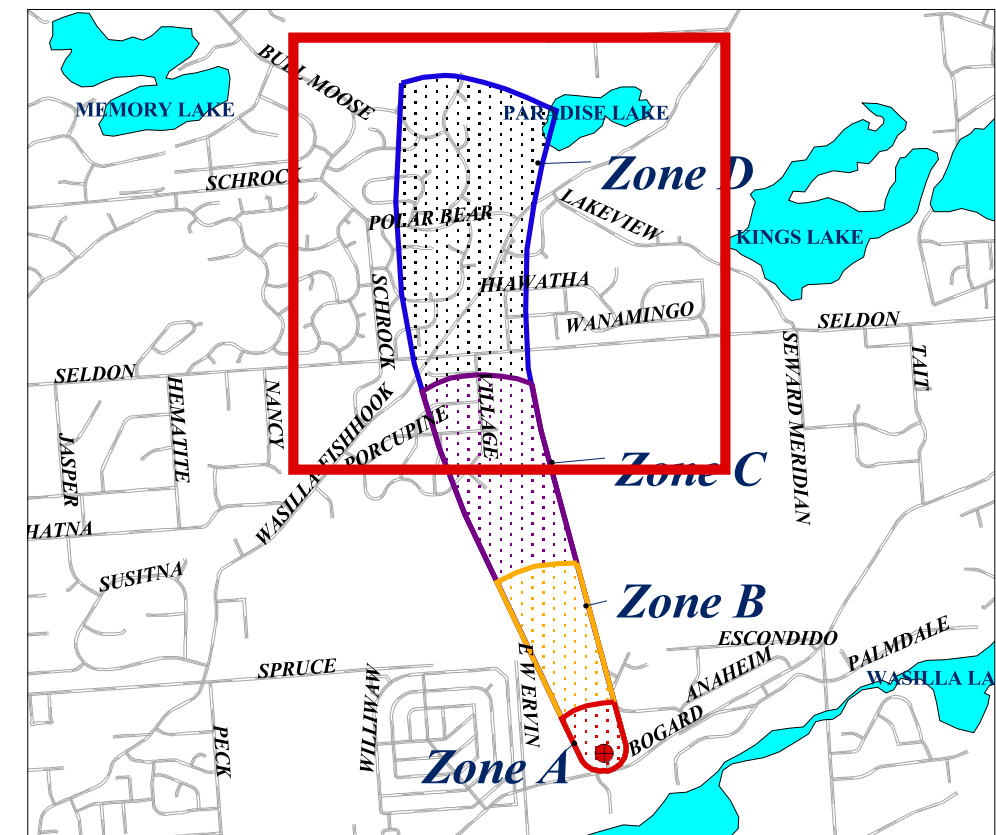 BULL MOOSE
MEMORY LAKE
PARADISE LAKE
SCHROCK
Zone D
POLAR BEAR
LAKEVIEW
KINGS LAKE
HIAWATHA
SCHROCK
WANAMINGO
SELDON
SELDON
SEWARD MERIDIAN
TAIT
HEMATITE
NANCY
VILLAGE
WASILLA FISHHOOK
PORCUPINE
JASPER
Zone C
HATNA
SUSITNA
Zone B
ESCONDIDO
PALMDALE
SPRUCE
E W ERVIN
ANAHEIM
WASILLA LA
WILLIWAW
PECK
BOGARD
Zone A